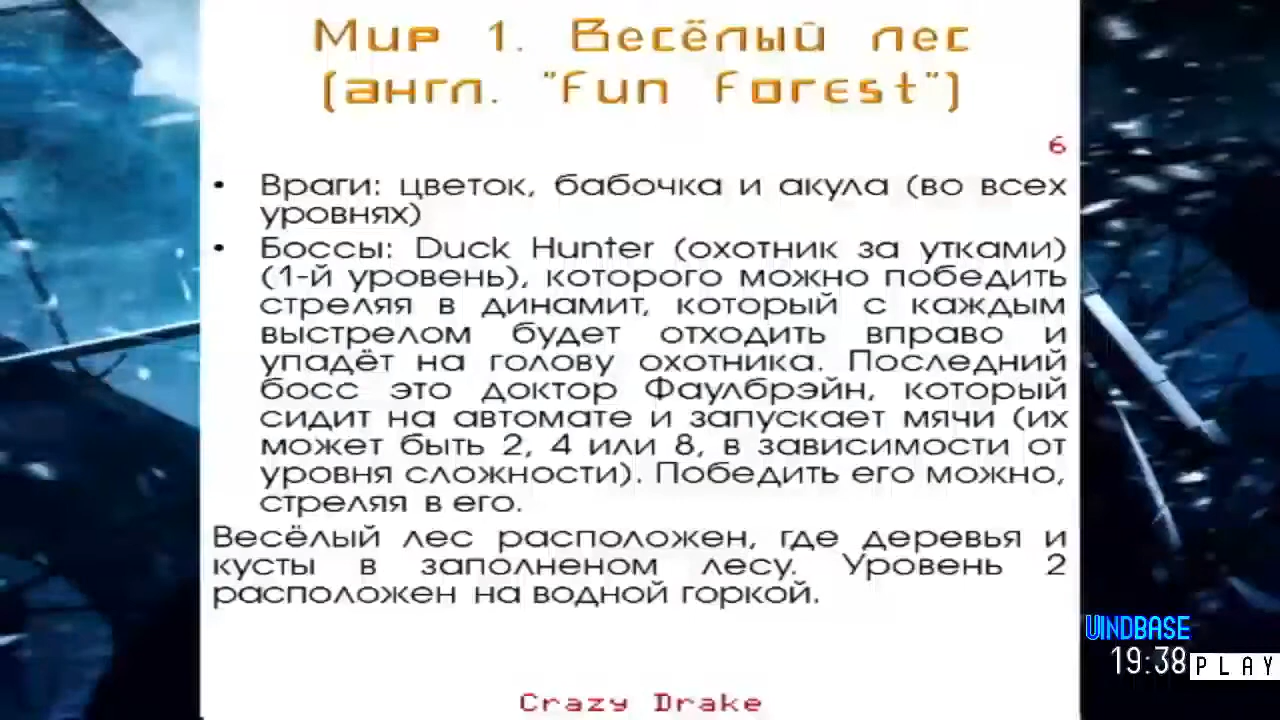 Мир 1. Весёлый лес
(англ. "Fun Forest")
6
• Враги: цветок, бабочка и акула (во всех
уровнях)
• Боссы: Duck Hunter (охотник за утками)
(1-й уровень), которого можно победить
стреляя в динамит, который с каждым
выстрелом будет отходить вправо и
упадёт на голову охотника. Последний
босс это доктор Фаулбрэйн, который
сидит на автомате и запускает мячи (их
может быть 2, 4 или 8, в зависимости от
уровня сложности). Победить его можно,
стреляя в его.
Весёлый лес расположен, где деревья и
кусты в заполненом лесу. Уровень 2
расположен на водной горкой.
Crazy Drake
WINDBASE
19:38 PLAY